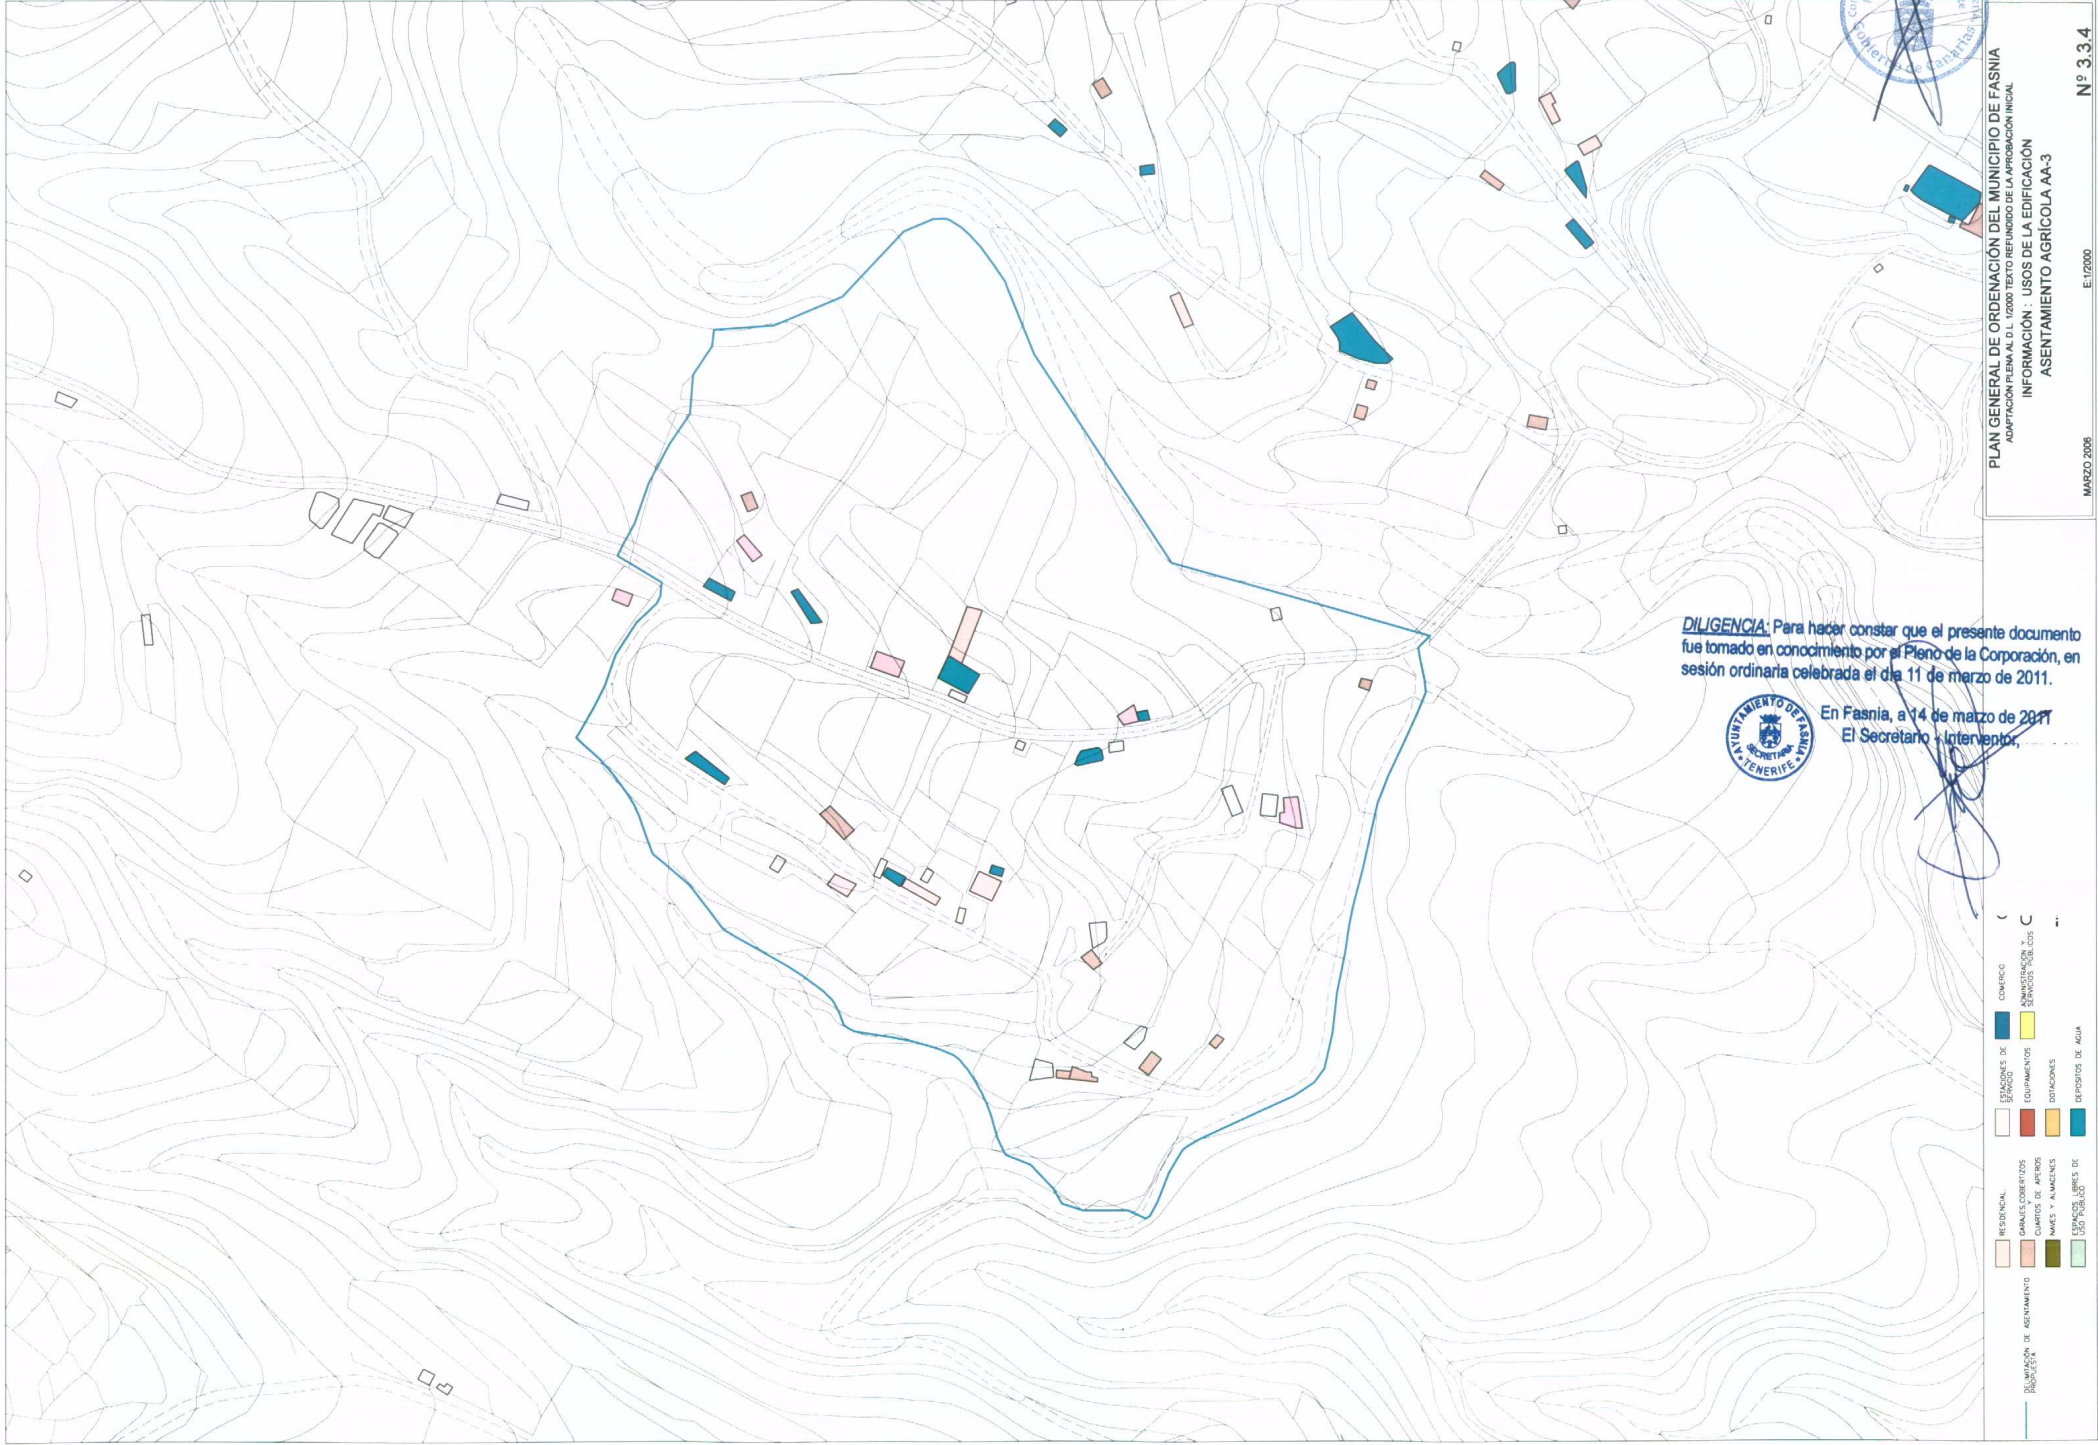 PLAN GENERAL DE ORDENACIÓN DEL MUNICIPIO DE FASNIA
ADAPTACIÓN PLENA AL D.L. 1/2000 TEXTO REFUNDIDO DE LA APROBACIÓN INICIAL
INFORMACIÓN : USOS DE LA EDIFICACIÓN
ASENTAMIENTO AGRÍCOLA AA-3
MARZO 2006
E:1/2000
Nº 3.3.4
Gobierno de Canarias
DILIGENCIA: Para hacer constar que el presente documento
fue tomado en conocimiento por el Pleno de la Corporación, en
sesión ordinaria celebrada el día 11 de marzo de 2011.
En Fasnia, a 14 de marzo de 2011
El Secretario - Interventor,
AYUNTAMIENTO DE FASNIA
SECRETARIA
TENERIFE
DELIMITACIÓN DE ASENTAMIENTO
PROPUESTA
RESIDENCIAL
GARAJES,COBERTIZOS Y
CUARTOS DE APEROS
NAVES Y ALMACENES
ESPACIOS LIBRES DE
USO PÚBLICO
ESTACIONES DE
SERVICIO
EQUIPAMIENTOS
DOTACIONES
DEPOSITOS DE AGUA
COMERCIO
ADMINISTRACIÓN Y
SERVICIOS PÚBLICOS